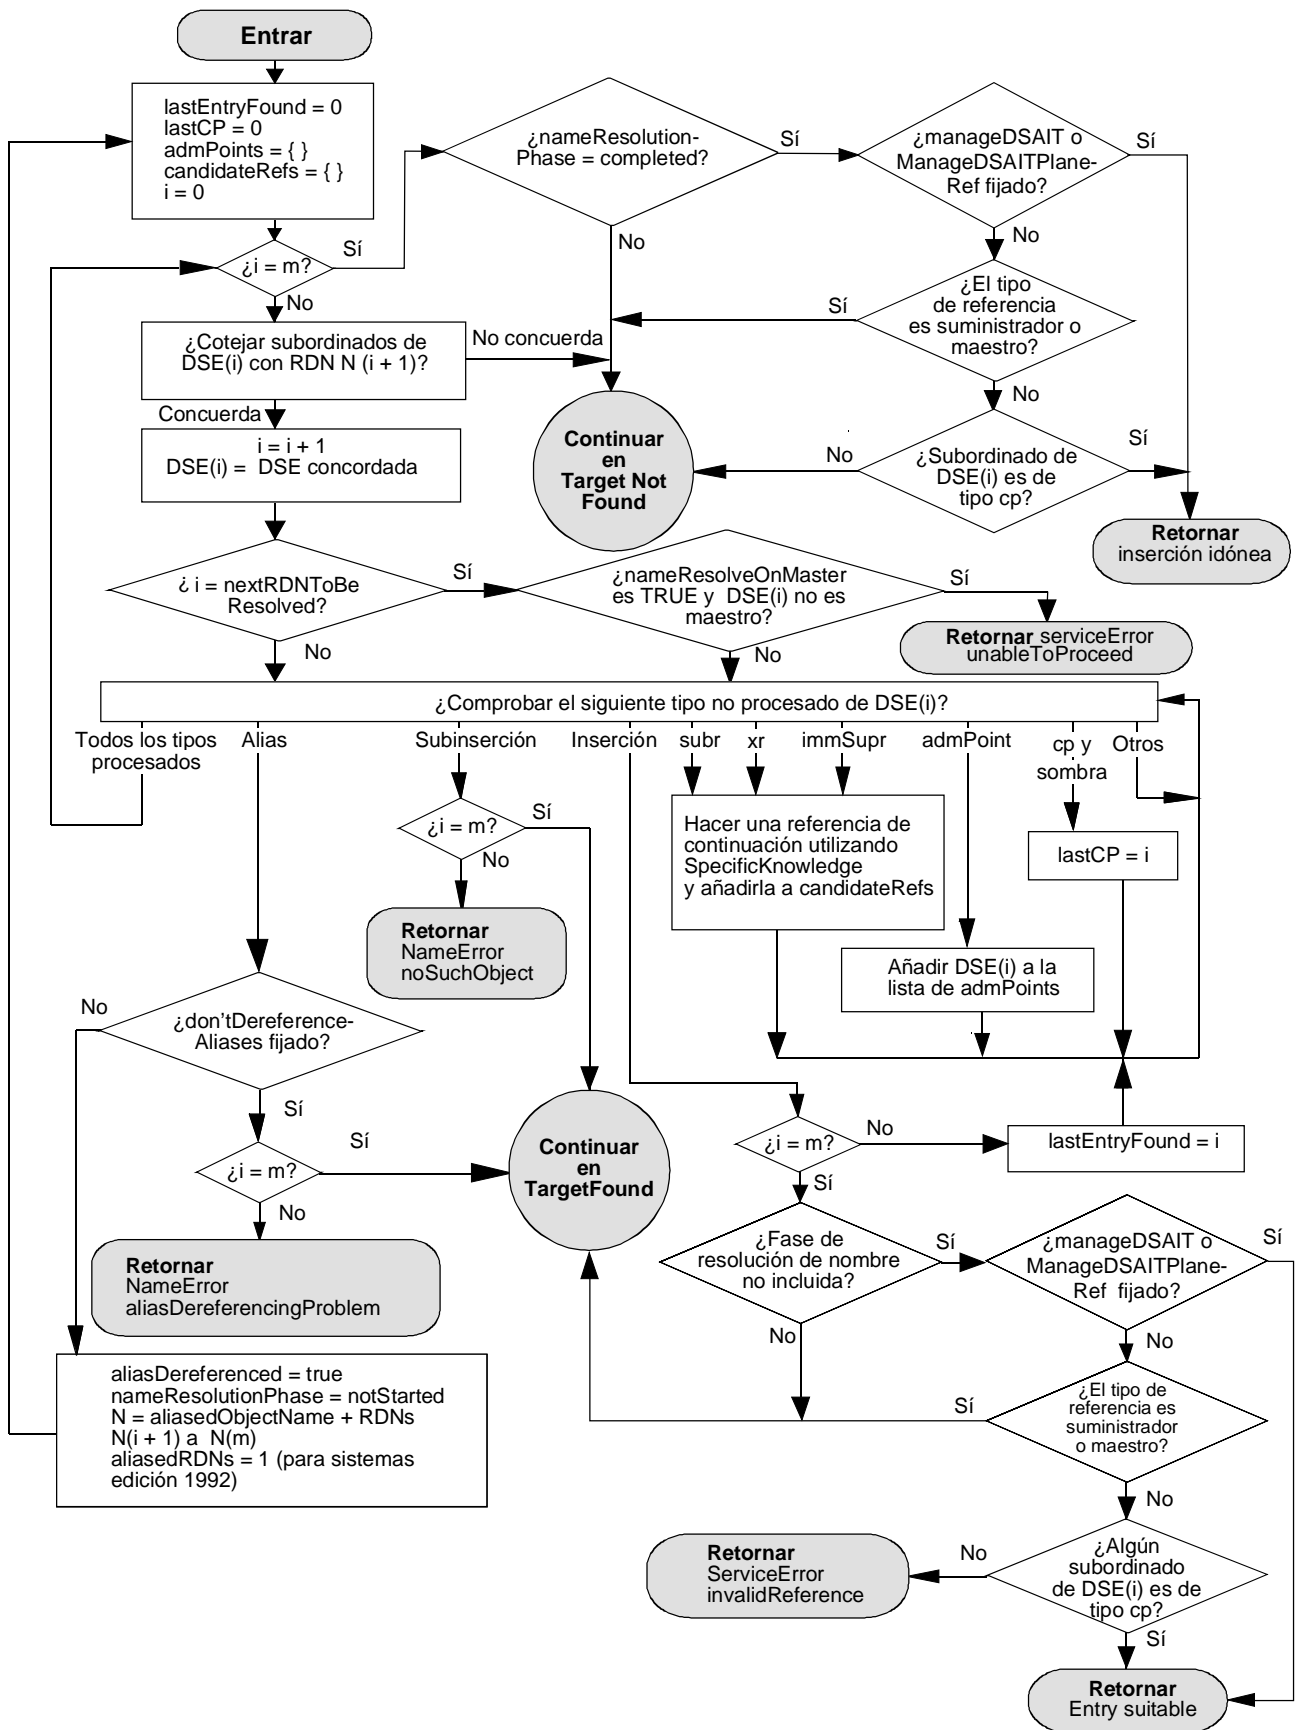 Entrar
lastEntryFound = 0
lastCP = 0
admPoints = { }
candidateRefs = { }
i = 0
¿nameResolution-
Phase = completed?
Sí
¿manageDSAIT o
ManageDSAITPlane-
Ref fijado?
Sí
No
No
¿i = m?
Sí
No
¿El tipo
de referencia
es suministrador o
maestro?
Sí
No
¿Cotejar subordinados de
DSE(i) con RDN N (i + 1)?
No concuerda
Concuerda
i = i + 1
DSE(i) =  DSE concordada
Continuar
en
Target Not
Found
No
¿Subordinado de
DSE(i) es de
tipo cp?
Sí
Retornar
inserción idónea
¿ i = nextRDNToBe
Resolved?
Sí
No
¿nameResolveOnMaster
es TRUE y  DSE(i) no es
maestro?
Sí
No
Retornar serviceError
unableToProceed
¿Comprobar el siguiente tipo no procesado de DSE(i)?
Todos los tipos
procesados
Alias
Subinserción
Inserción
subr
xr
immSupr
admPoint
cp y
sombra
Otros
¿i = m?
Sí
No
Hacer una referencia de
continuación utilizando
SpecificKnowledge
y añadirla a candidateRefs
lastCP = i
Retornar
NameError
noSuchObject
Añadir DSE(i) a la
lista de admPoints
No
¿don'tDereference-
Aliases fijado?
Sí
¿i = m?
Sí
No
Continuar
en
TargetFound
¿i = m?
No
Sí
lastEntryFound = i
Retornar
NameError
aliasDereferencingProblem
¿Fase de
resolución de nombre
no incluida?
Sí
No
¿manageDSAIT o
ManageDSAITPlane-
Ref  fijado?
Sí
No
aliasDereferenced = true
nameResolutionPhase = notStarted
N = aliasedObjectName + RDNs
N(i + 1) a  N(m)
aliasedRDNs = 1 (para sistemas
edición 1992)
Sí
¿El tipo de
referencia es
suministrador
o maestro?
No
Retornar
ServiceError
invalidReference
No
¿Algún
subordinado
de DSE(i) es de
tipo cp?
Sí
Retornar
Entry suitable